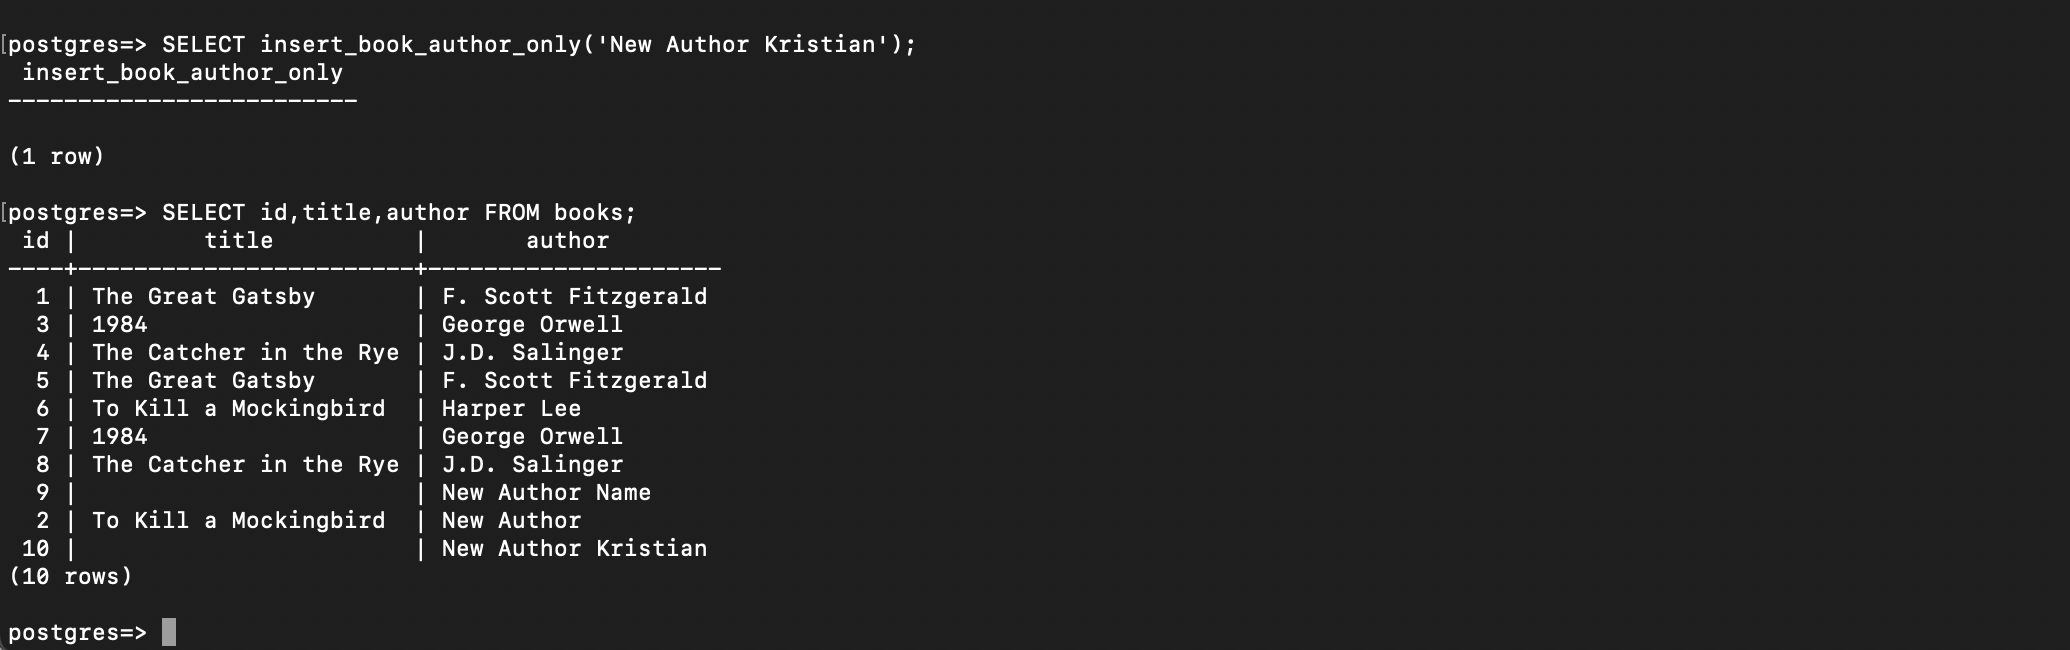 postgres=> SELECT insert_book_author_only('New Author Kristian');
 insert_book_author_only
-------------------------

(1 row)

postgres=> SELECT id,title,author FROM books;
 id |         title          |       author
----+------------------------+---------------------
  1 | The Great Gatsby       | F. Scott Fitzgerald
  3 | 1984                   | George Orwell
  4 | The Catcher in the Rye | J.D. Salinger
  5 | The Great Gatsby       | F. Scott Fitzgerald
  6 | To Kill a Mockingbird  | Harper Lee
  7 | 1984                   | George Orwell
  8 | The Catcher in the Rye | J.D. Salinger
  9 |                        | New Author Name
  2 | To Kill a Mockingbird  | New Author
 10 |                        | New Author Kristian
(10 rows)

postgres=>